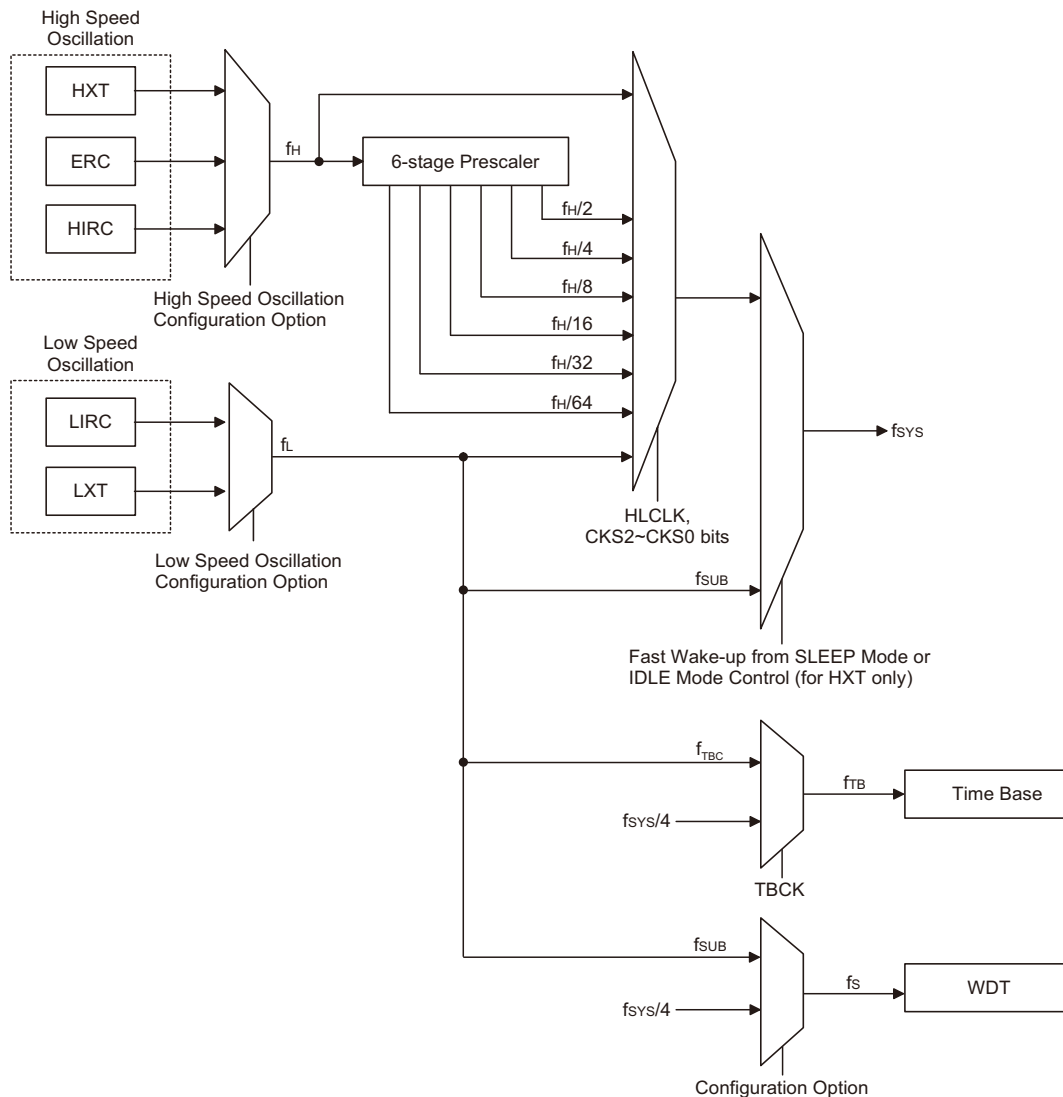 High Speed
Oscillation
HXT
ERC
HIRC
fH
6-stage Prescaler
fH/2
fH/4
fH/8
fH/16
fH/32
fH/64
High Speed Oscillation
Configuration Option
Low Speed
Oscillation
LIRC
LXT
fL
Low Speed Oscillation
Configuration Option
HLCLK,
CKS2~CKS0 bits
fSYS
fSUB
Fast Wake-up from SLEEP Mode or
IDLE Mode Control (for HXT only)
fTBC
fSYS/4
fTB
Time Base
TBCK
fSUB
fSYS/4
fS
WDT
Configuration Option